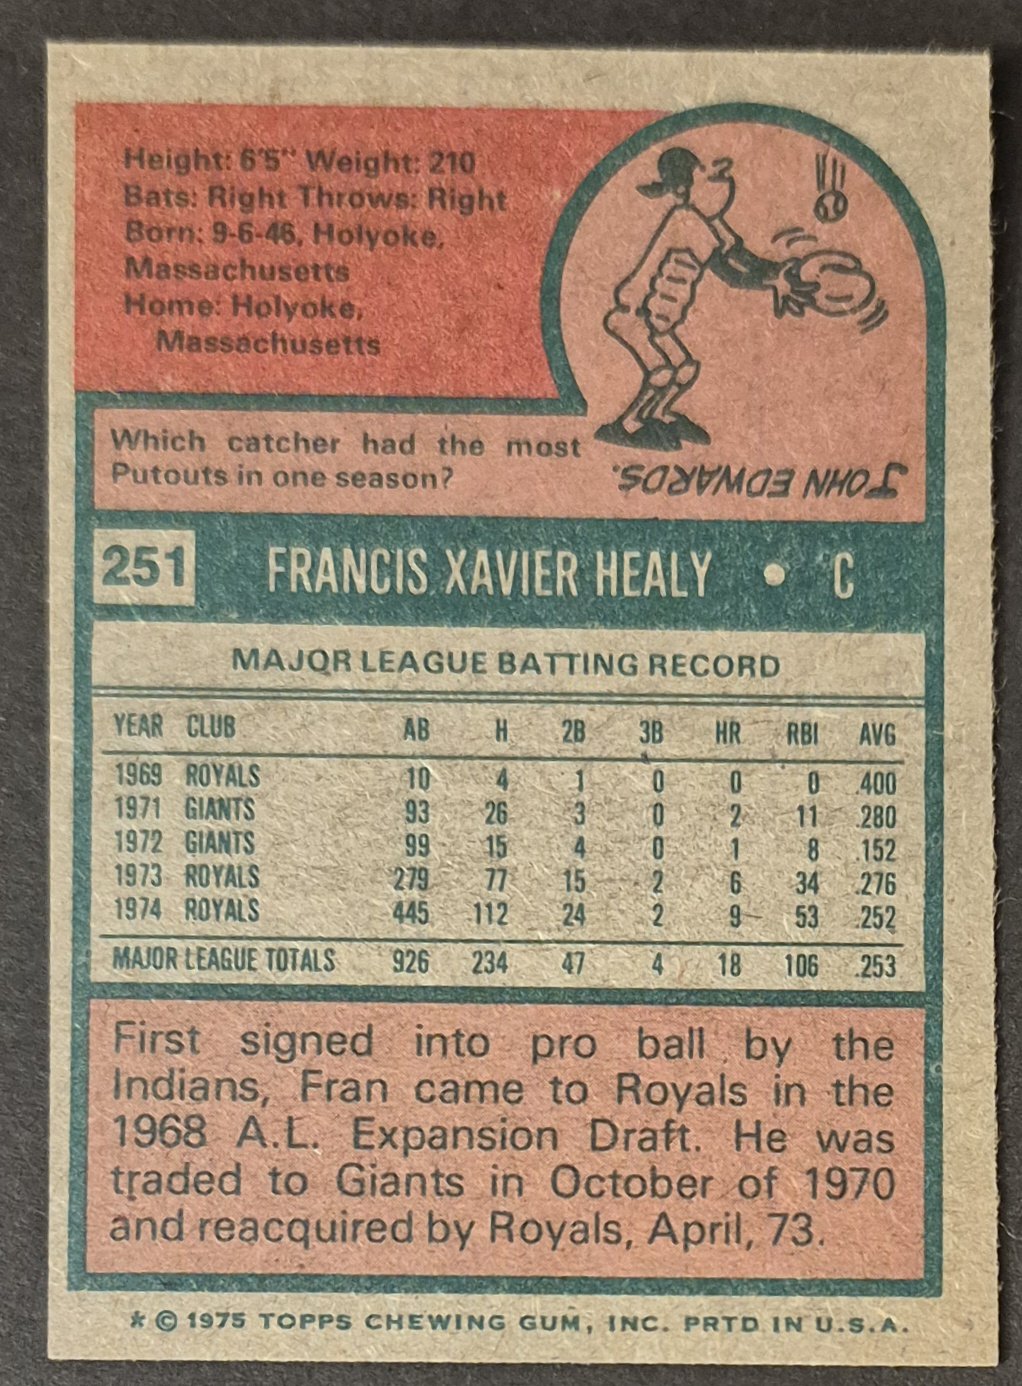 Height: 6'5" Weight: 210
Bats: Right Throws: Right
Born: 9-6-46, Holyoke,
Massachusetts
Home: Holyoke,
Massachusetts
Which catcher had the most
Putouts in one season?
JOHN EDWARDS.
251 FRANCIS XAVIER HEALY • C
MAJOR LEAGUE BATTING RECORD
YEAR CLUB AB H 2B 3B HR RBI AVG
1969 ROYALS 10 4 1 0 0 0 .400
1971 GIANTS 93 26 3 0 2 11 .280
1972 GIANTS 99 15 4 0 1 8 .152
1973 ROYALS 279 77 15 2 6 34 .276
1974 ROYALS 445 112 24 2 9 53 .252
MAJOR LEAGUE TOTALS 926 234 47 4 18 106 .253
First signed into pro ball by the
Indians, Fran came to Royals in the
1968 A.L. Expansion Draft. He was
traded to Giants in October of 1970
and reacquired by Royals, April, 73.
* © 1975 TOPPS CHEWING GUM, INC. PRTD IN U.S.A.